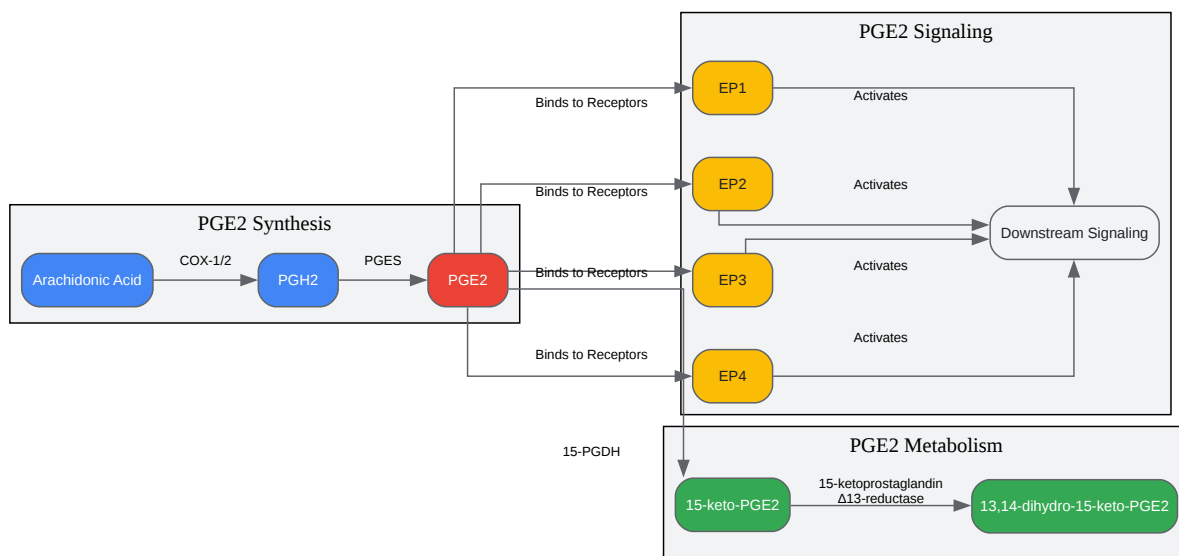 PGE2 Signaling
EP1
Binds to Receptors
Activates
EP2
Binds to Receptors
Activates
PGE2 Synthesis
Downstream Signaling
COX-1/2
PGES
Arachidonic Acid
PGH2
PGE2
Binds to Receptors
EP3
Activates
Activates
Binds to Receptors
EP4
PGE2 Metabolism
15-PGDH
15-ketoprostaglandin
Δ13-reductase
15-keto-PGE2
13,14-dihydro-15-keto-PGE2